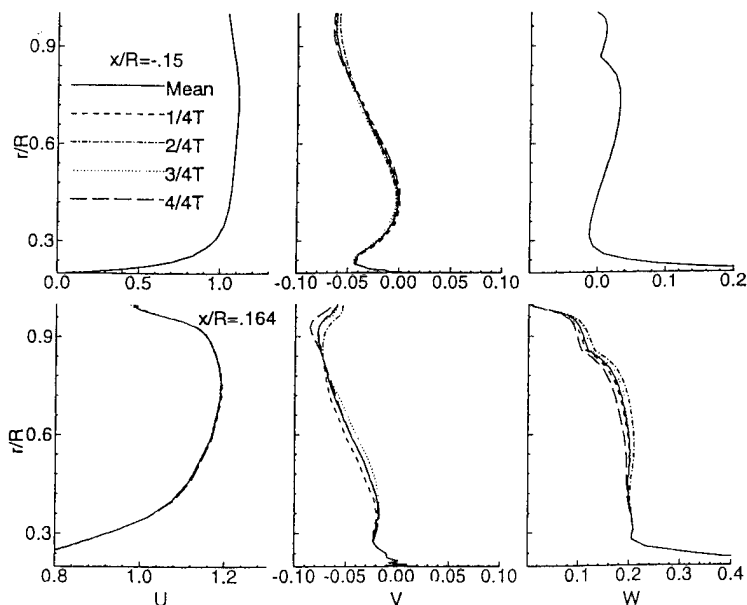 0.9
x/R=-.15
Mean
1/4T
2/4T
3/4T
4/4T
r/R
0.6
0.3
0.0 0.5 1.0
-0.10 -0.05 0.00 0.05 0.10
0.0 0.1 0.2
x/R=.164
0.9
r/R
0.6
0.3
0.8 1.0 1.2
-0.10 -0.05 0.00 0.05 0.10
0.1 0.2 0.3 0.4
U
V
W